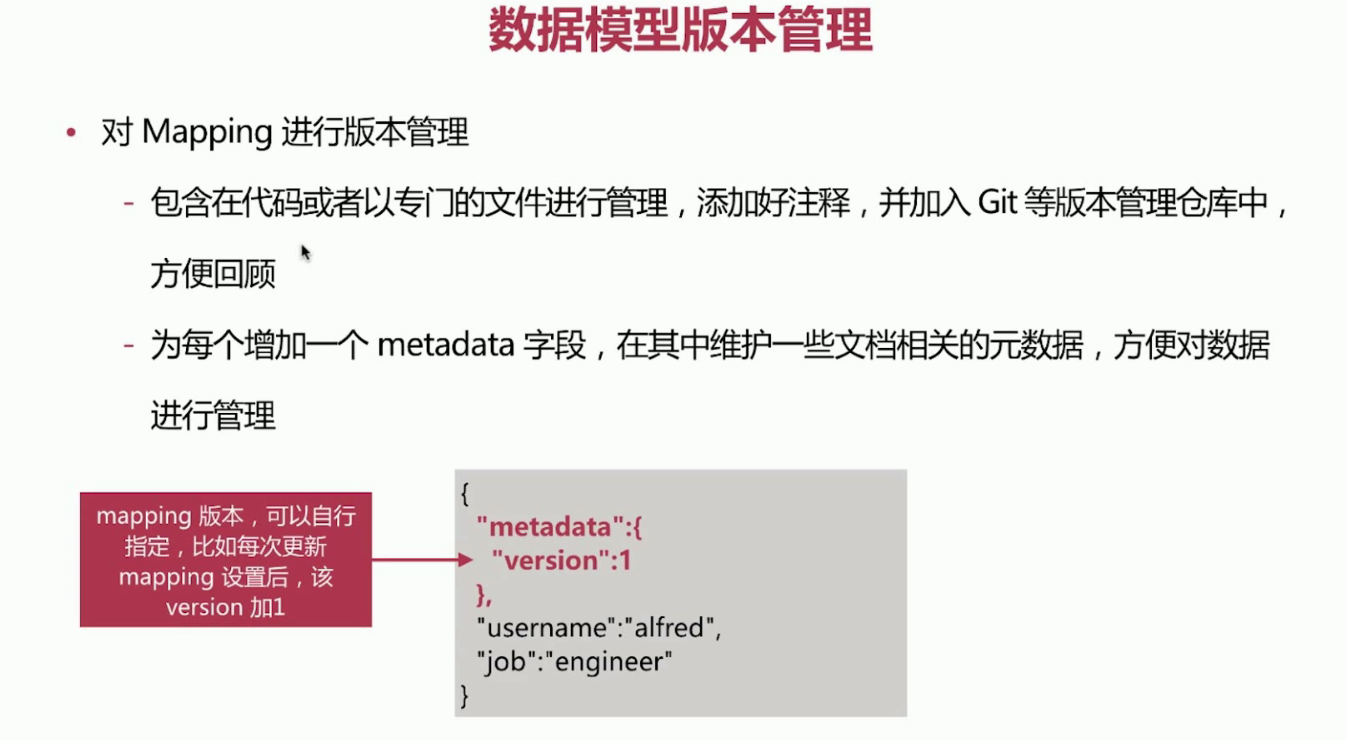 数据模型版本管理
• 对 Mapping 进行版本管理
- 包含在代码或者以专门的文件进行管理，添加好注释，并加入 Git 等版本管理仓库中，
方便回顾
- 为每个增加一个 metadata 字段，在其中维护一些文档相关的元数据，方便对数据
进行管理
mapping 版本，可以自行
指定，比如每次更新
mapping 设置后，该
version 加1
{
"metadata":{
"version":1
},
"username":"alfred",
"job":"engineer"
}